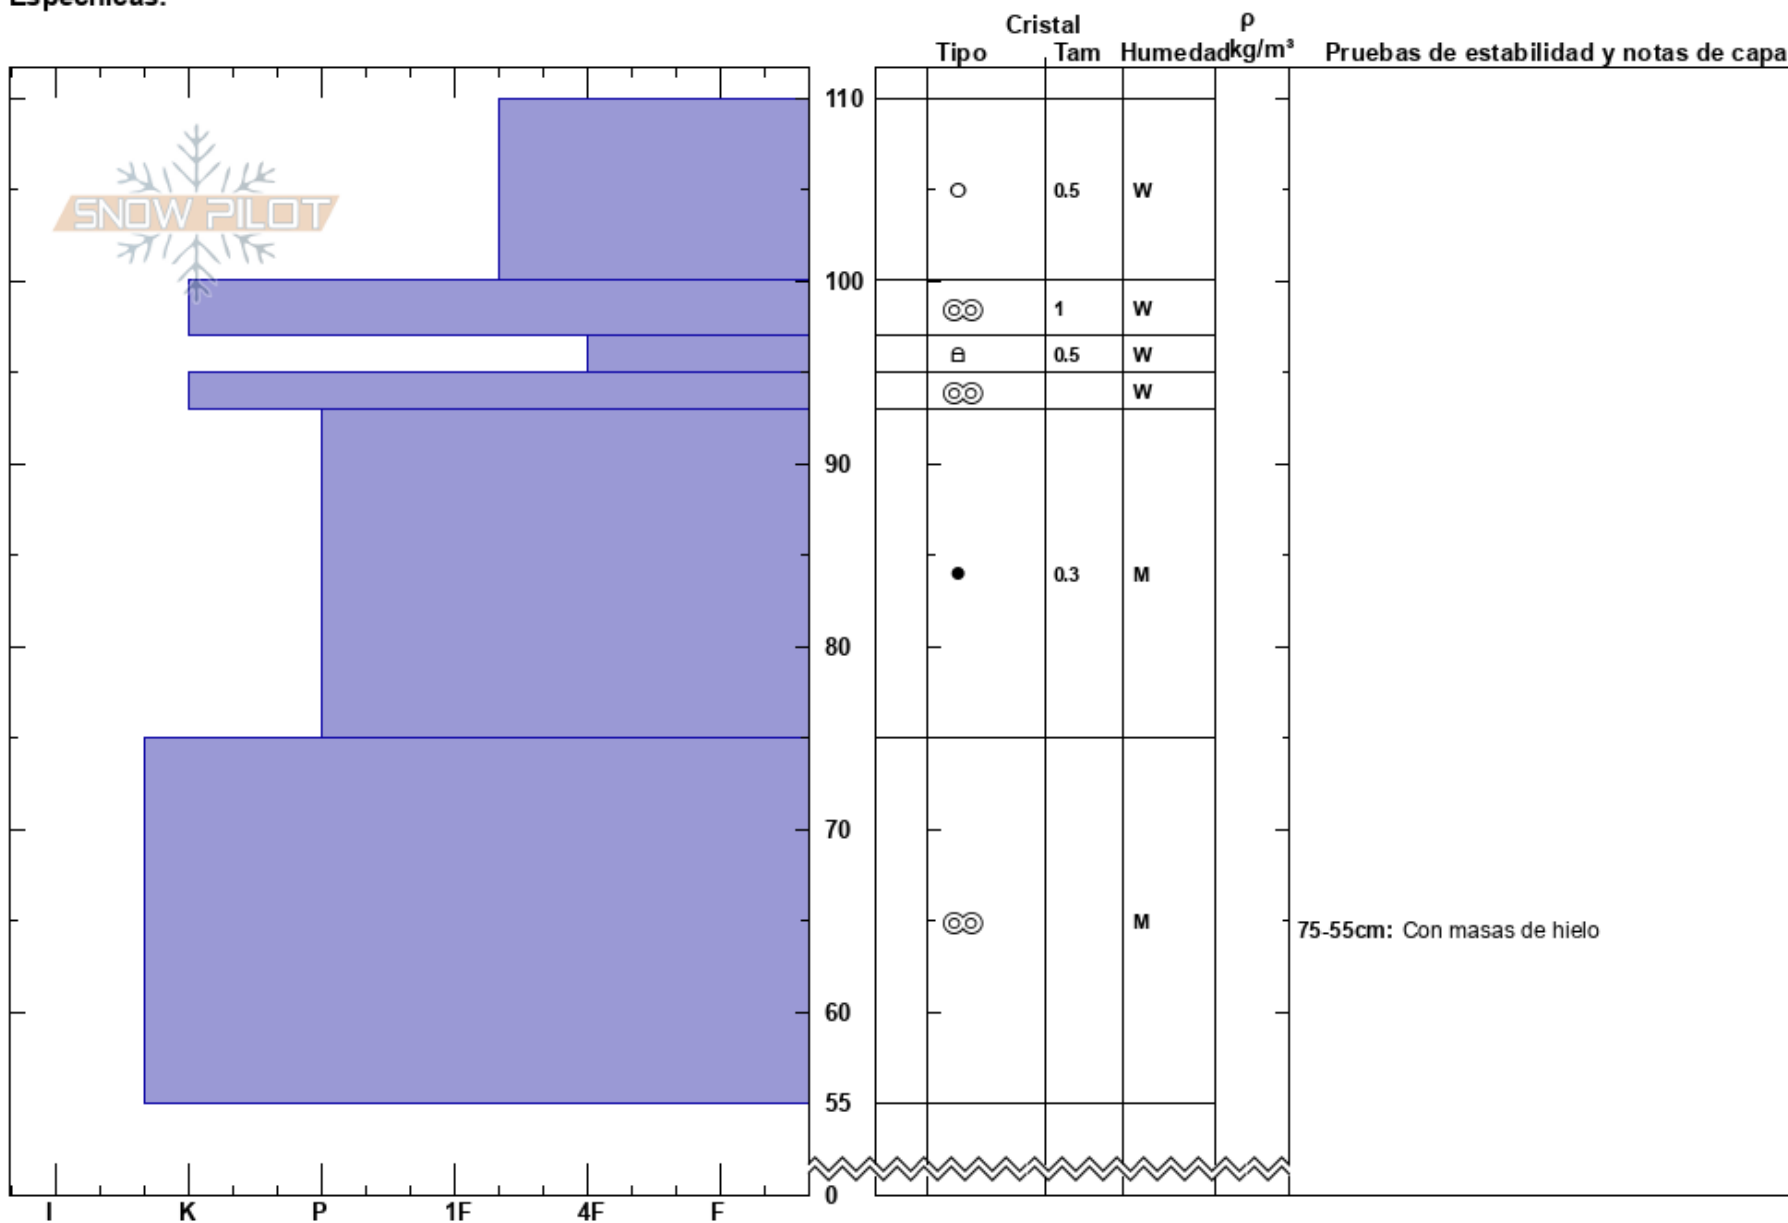 Específicas:
Cristal
ρ
Tipo Tam Humedad kg/m³ Pruebas de estabilidad y notas de capa
110
SNOW PILOT
0.5 W
100
1 W
0.5 W
W
90
0.3 M
80
70
M
75-55cm: Con masas de hielo
60
55
0
I K P 1F 4F F